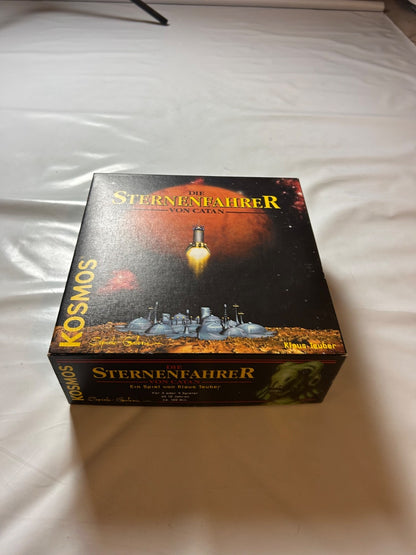 DIE
STERNENFAHRER
VON CATAN
KOSMOS
Klaus Teuber
DIE
STERNENFAHRER
VON CATAN
Ein Spiel von Klaus Teuber
KOSMOS